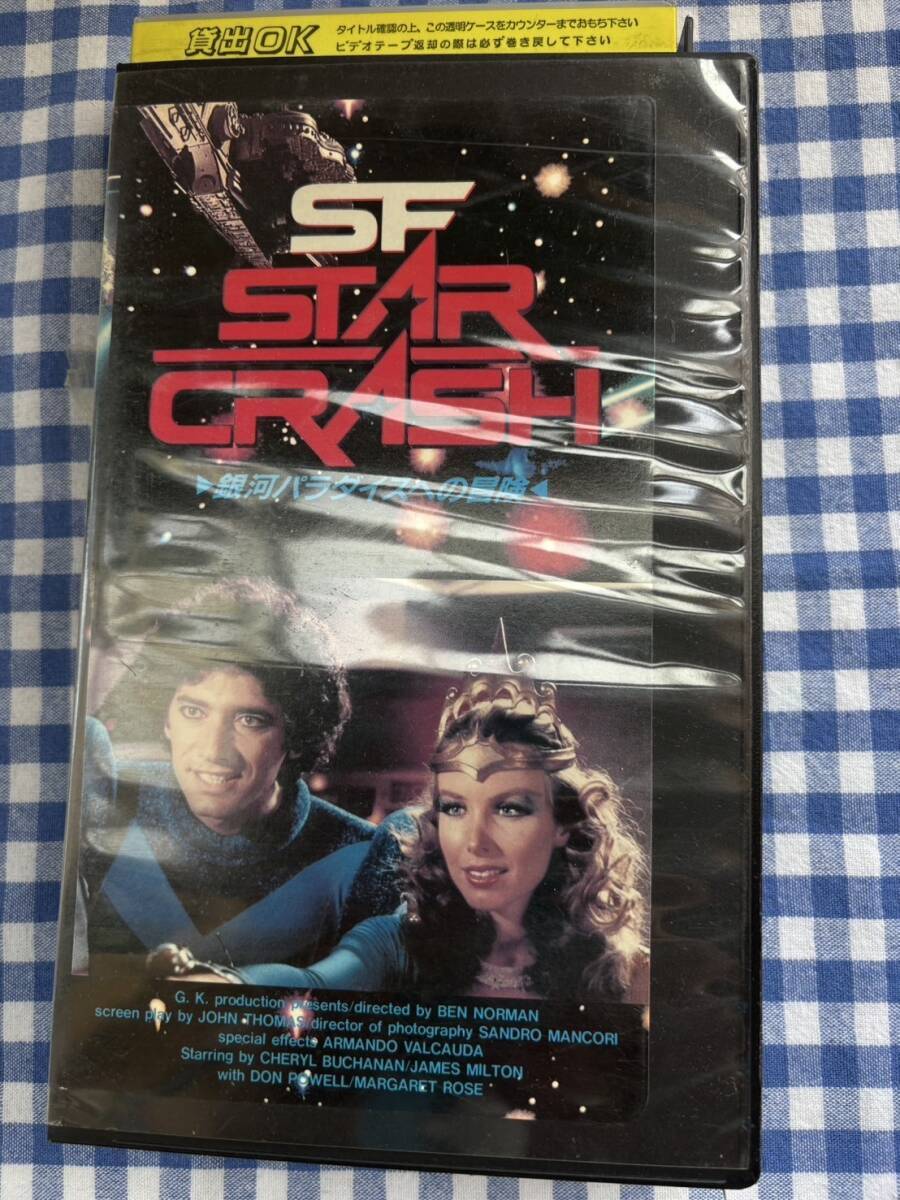 貸出OK
タイトル確認の上、この透明ケースをカウンターまでおもち下さい
ビデオテープ返却の際は必ず巻き戻して下さい
SF
STAR
CRASH
▶銀河パラダイスへの冒険◀
G. K. production presents/directed by BEN NORMAN
screen play by JOHN THOMAS/director of photography SANDRO MANCORI
special effects ARMANDO VALCAUDA
Starring by CHERYL BUCHANAN/JAMES MILTON
with DON POWELL/MARGARET ROSE